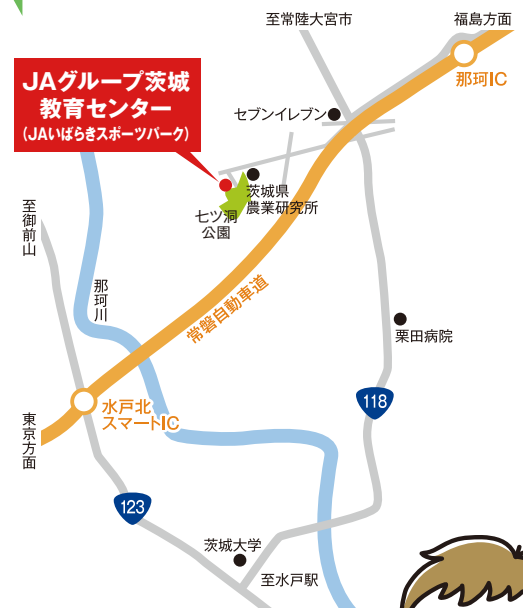 至常陸大宮市
福島方面
那珂IC
JAグループ茨城
教育センター
(JAいばらきスポーツパーク)
セブンイレブン
茨城県
農業研究所
七ツ洞
公園
至御前山
那珂川
常磐自動車道
栗田病院
118
水戸北
スマートIC
東京方面
123
茨城大学
至水戸駅